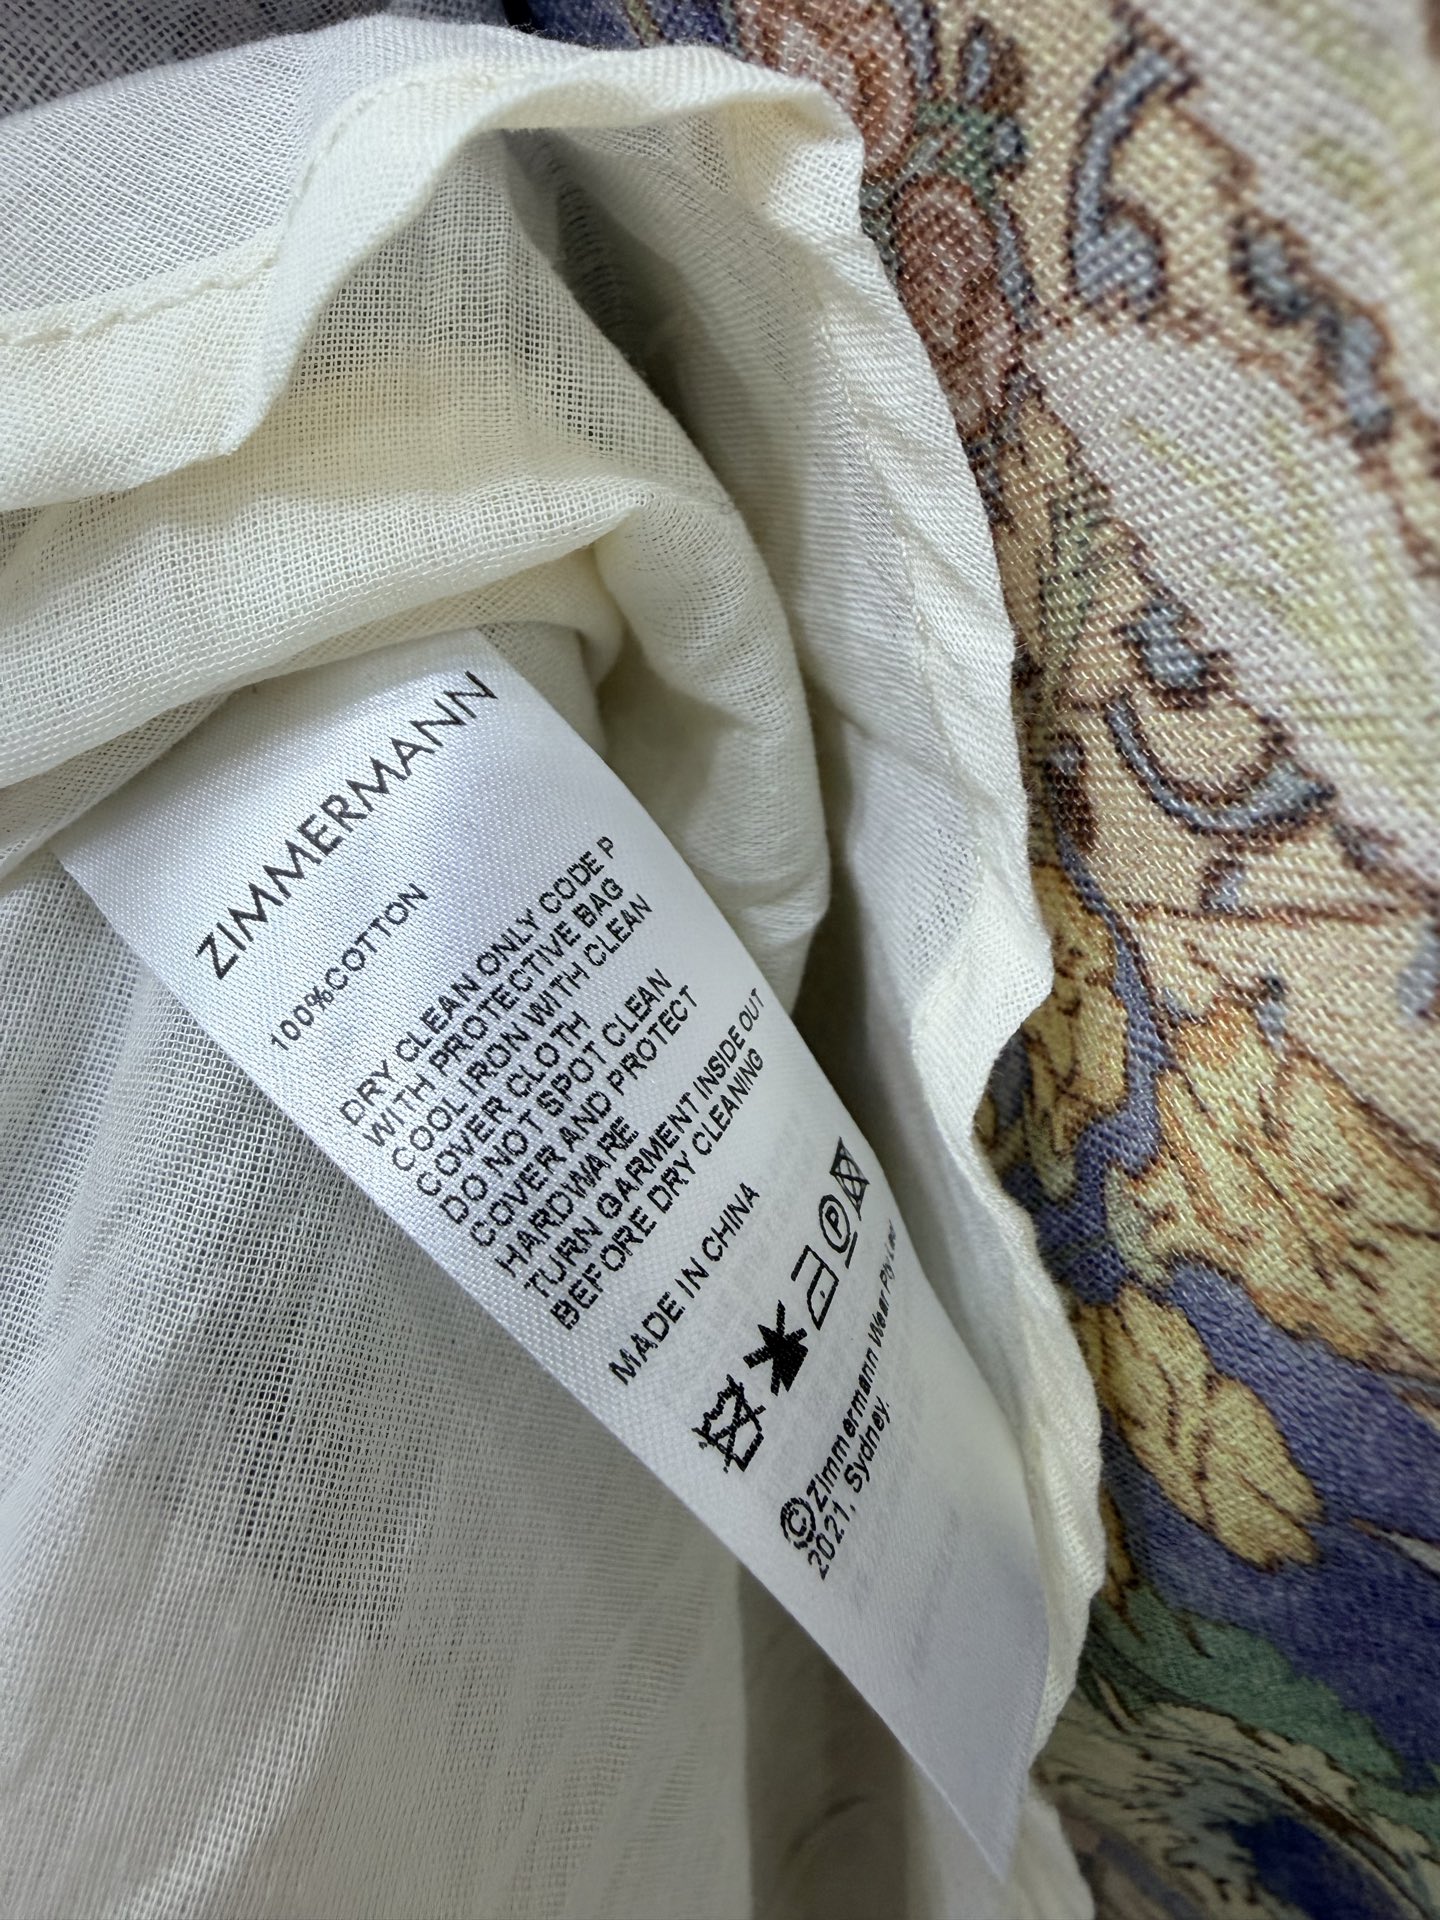 ZIMMERMANN
100%COTTON
DRY CLEAN ONLY CODE P
WITH PROTECTIVE BAG
COOL IRON WITH CLEAN
COVER CLOTH
DO NOT SPOT CLEAN
COVER AND PROTECT
HARDWARE
TURN GARMENT INSIDE OUT
BEFORE DRY CLEANING
MADE IN CHINA
P
©Zimmermann Wear Pty Ltd
2021, Sydney.